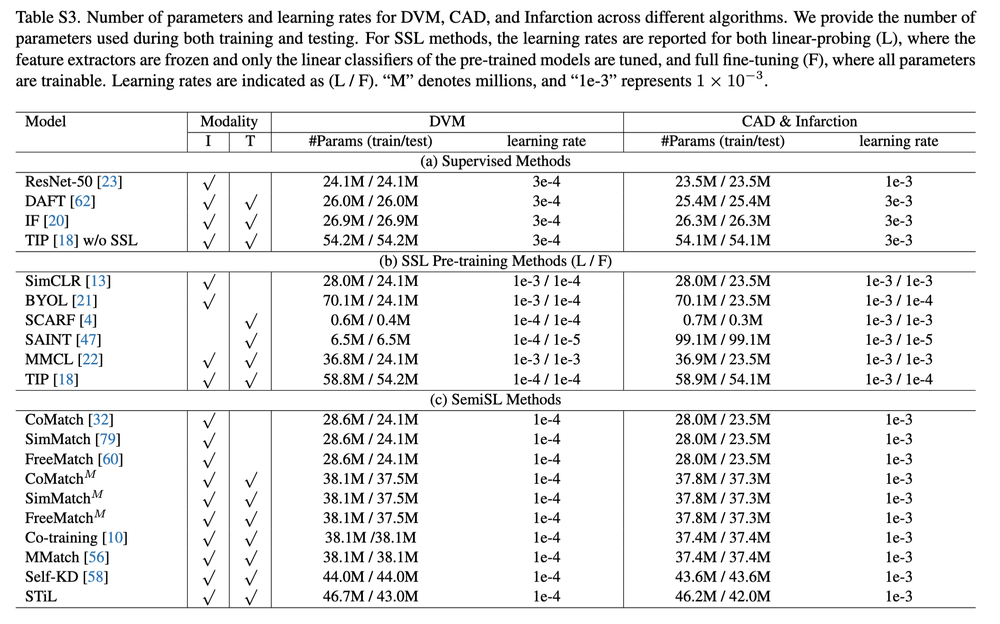 Table S3. Number of parameters and learning rates for DVM, CAD, and Infarction across different algorithms. We provide the number of
parameters used during both training and testing. For SSL methods, the learning rates are reported for both linear-probing (L), where the
feature extractors are frozen and only the linear classifiers of the pre-trained models are tuned, and full fine-tuning (F), where all parameters
are trainable. Learning rates are indicated as (L / F). “M” denotes millions, and “1e-3” represents 1 × 10⁻³.
Model Modality DVM CAD & Infarction
I T #Params (train/test) learning rate #Params (train/test) learning rate
(a) Supervised Methods
ResNet-50 [23] ✓ 24.1M / 24.1M 3e-4 23.5M / 23.5M 1e-3
DAFT [62] ✓ ✓ 26.0M / 26.0M 3e-4 25.4M / 25.4M 3e-3
IF [20] ✓ ✓ 26.9M / 26.9M 3e-4 26.3M / 26.3M 3e-3
TIP [18] w/o SSL ✓ ✓ 54.2M / 54.2M 3e-4 54.1M / 54.1M 3e-3
(b) SSL Pre-training Methods (L / F)
SimCLR [13] ✓ 28.0M / 24.1M 1e-3 / 1e-4 28.0M / 23.5M 1e-3 / 1e-3
BYOL [21] ✓ 70.1M / 24.1M 1e-3 / 1e-4 70.1M / 23.5M 1e-3 / 1e-4
SCARF [4] ✓ 0.6M / 0.4M 1e-4 / 1e-4 0.7M / 0.3M 1e-3 / 1e-3
SAINT [47] ✓ 6.5M / 6.5M 1e-4 / 1e-5 99.1M / 99.1M 1e-3 / 1e-5
MMCL [22] ✓ ✓ 36.8M / 24.1M 1e-3 / 1e-3 36.9M / 23.5M 1e-3 / 1e-3
TIP [18] ✓ ✓ 58.8M / 54.2M 1e-4 / 1e-4 58.9M / 54.1M 1e-3 / 1e-4
(c) SemiSL Methods
CoMatch [32] ✓ 28.6M / 24.1M 1e-4 28.0M / 23.5M 1e-3
SimMatch [79] ✓ 28.6M / 24.1M 1e-4 28.0M / 23.5M 1e-3
FreeMatch [60] ✓ 28.6M / 24.1M 1e-4 28.0M / 23.5M 1e-3
CoMatchᴹ ✓ ✓ 38.1M / 37.5M 1e-4 37.8M / 37.3M 1e-3
SimMatchᴹ ✓ ✓ 38.1M / 37.5M 1e-4 37.8M / 37.3M 1e-3
FreeMatchᴹ ✓ ✓ 38.1M / 37.5M 1e-4 37.8M / 37.3M 1e-3
Co-training [10] ✓ ✓ 38.1M /38.1M 1e-4 37.4M / 37.4M 1e-3
MMatch [56] ✓ ✓ 38.1M / 38.1M 1e-4 37.4M / 37.4M 1e-3
Self-KD [58] ✓ ✓ 44.0M / 44.0M 1e-4 43.6M / 43.6M 1e-3
STiL ✓ ✓ 46.7M / 43.0M 1e-4 46.2M / 42.0M 1e-3